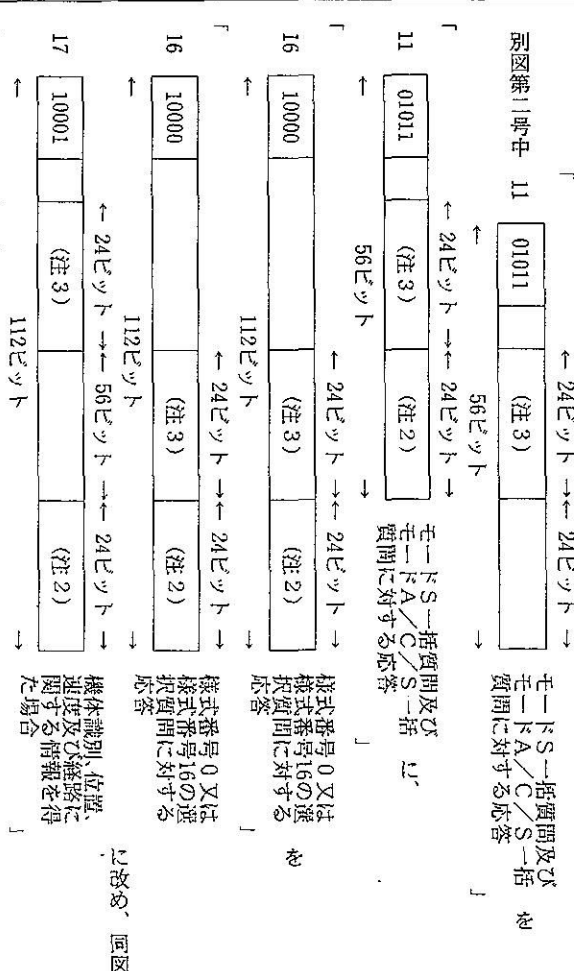 別図第二号中
「
11
01011
(注3)
←24ビット→←24ビット
56ビット
モードS一括質問及び
モードA/C/S一括
質問に対する応答
」
を
「
11
01011
(注3)
(注2)
←24ビット→←24ビット→
←56ビット→
モードS一括質問及び
モードA/C/S一括
質問に対する応答
」
に、
「
16
10000
(注3)
(注2)
←24ビット→←24ビット→
←112ビット→
様式番号0又は
様式番号16の選
択質問に対する
応答
」
を
「
16
10000
(注3)
(注2)
←24ビット→←24ビット→
←112ビット→
様式番号0又は
様式番号16の選
択質問に対する
応答
17
10001
(注3)
(注2)
←24ビット→←56ビット→←24ビット→
←112ビット→
機体識別、位置、
速度及び経路に
関する情報を得
た場合
」
に改め、同図